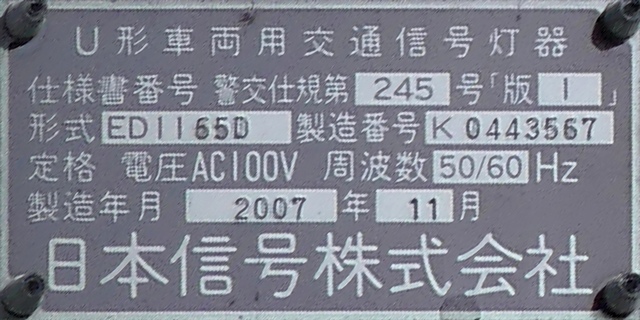 U形車両用交通信号灯器
仕様書番号 警交仕規第 245 号「版 1 」
形式 ED1165D 製造番号 K 0443567
定格 電圧AC100V 周波数 50/60 Hz
製造年月 2007 年 11 月
日本信号株式会社